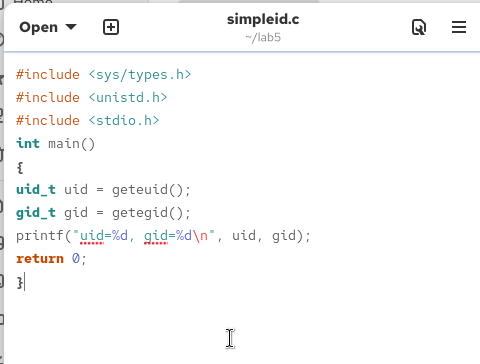 Open
simpleid.c
~/lab5
#include <sys/types.h>
#include <unistd.h>
#include <stdio.h>
int main()
{
uid_t uid = geteuid();
gid_t gid = getegid();
printf("uid=%d, gid=%d\n", uid, gid);
return 0;
}